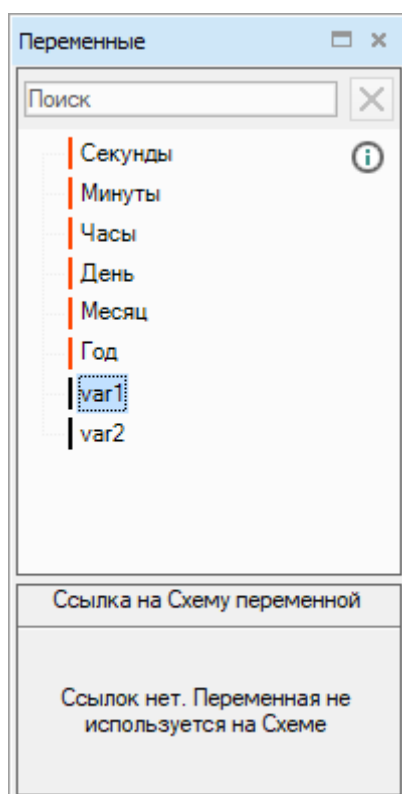 Переменные
Поиск
Секунды
Минуты
Часы
День
Месяц
Год
var1
var2
Ссылка на Схему переменной
Ссылок нет. Переменная не
используется на Схеме